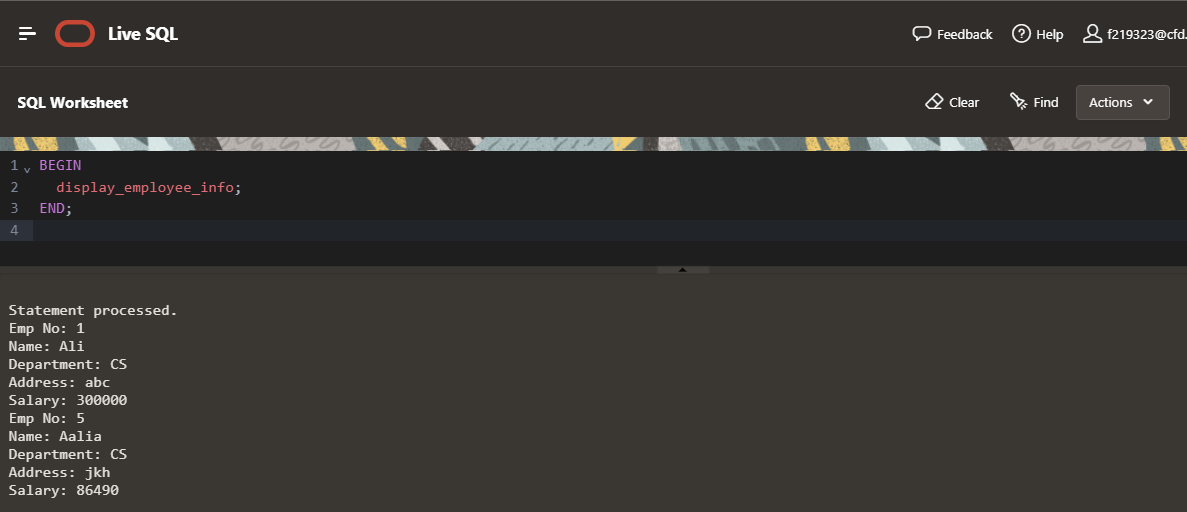 Live SQL
Feedback
Help
f219323@cfd.
SQL Worksheet
Clear
Find
Actions
1 BEGIN
2 display_employee_info;
3 END;
4
Statement processed.
Emp No: 1
Name: Ali
Department: CS
Address: abc
Salary: 300000
Emp No: 5
Name: Aalia
Department: CS
Address: jkh
Salary: 86490